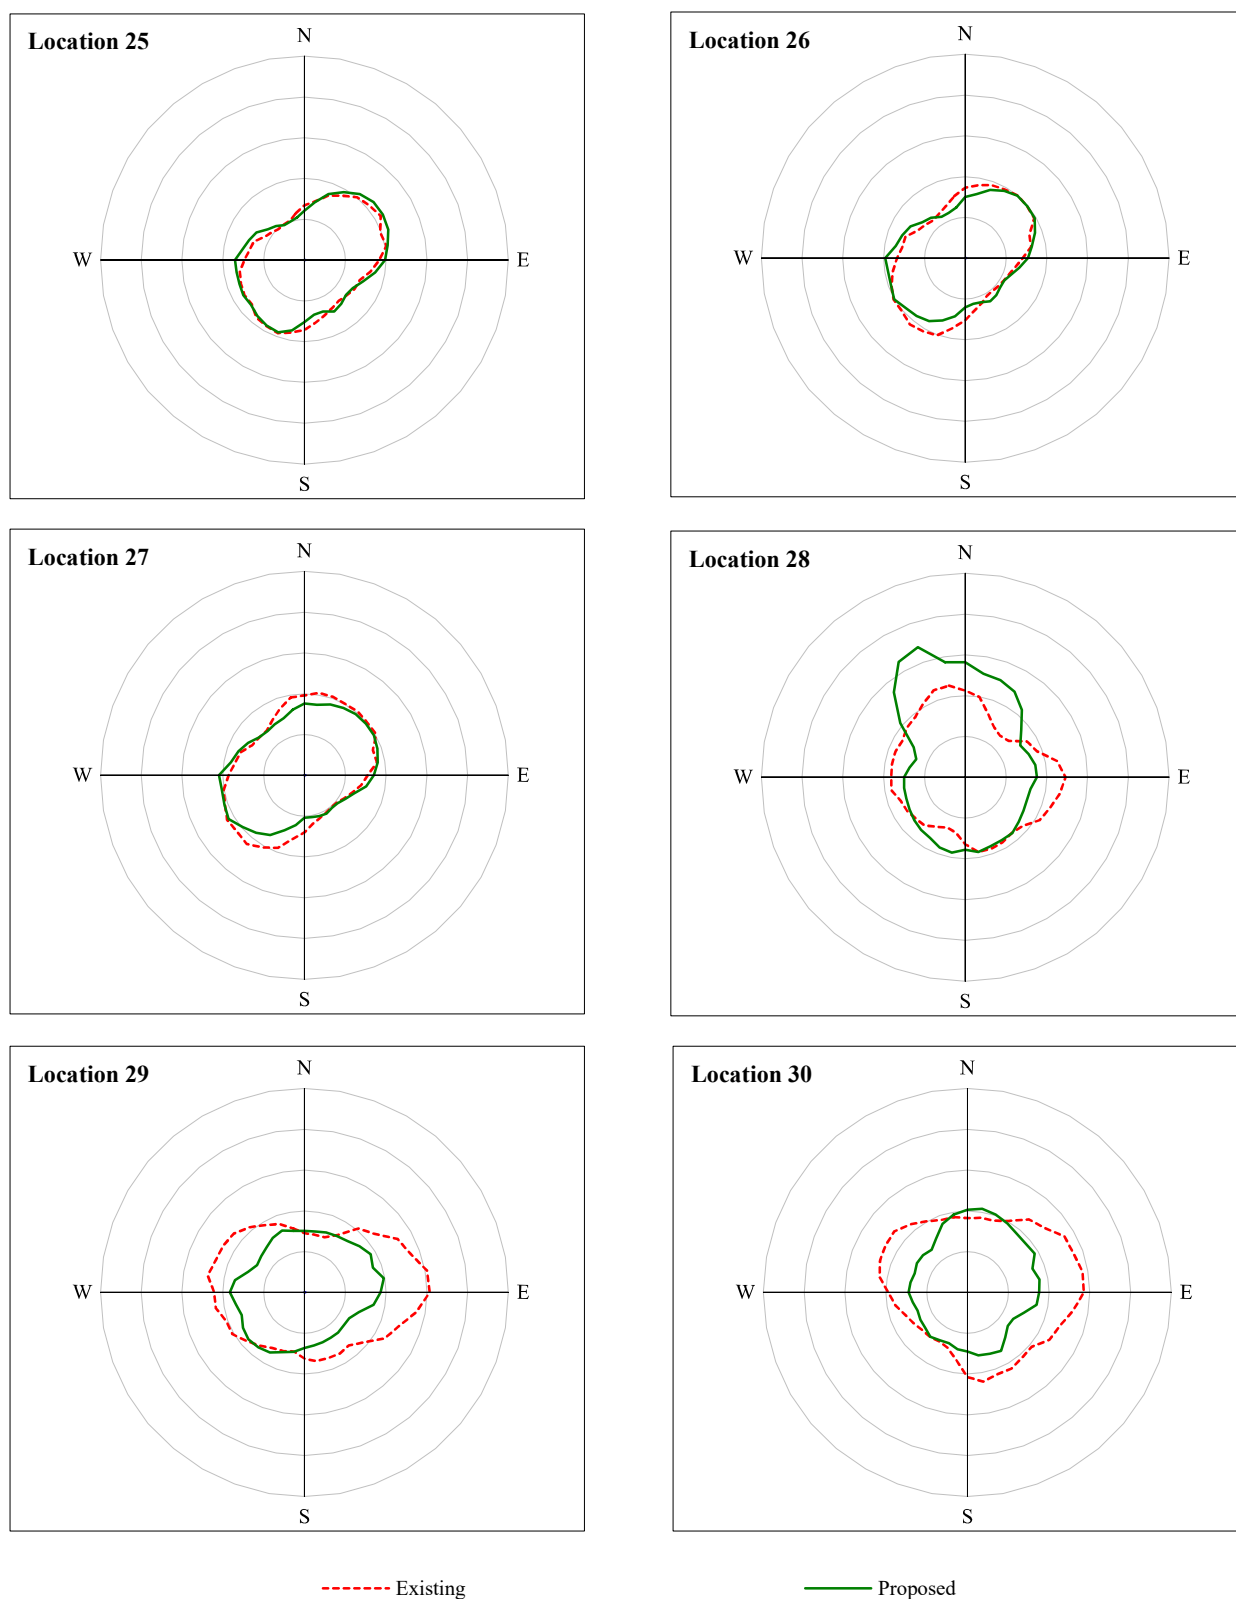 Location 25
N
W
E
S
Location 26
N
W
E
S
Location 27
N
W
E
S
Location 28
N
W
E
S
Location 29
N
W
E
S
Location 30
N
W
E
S
Existing
Proposed